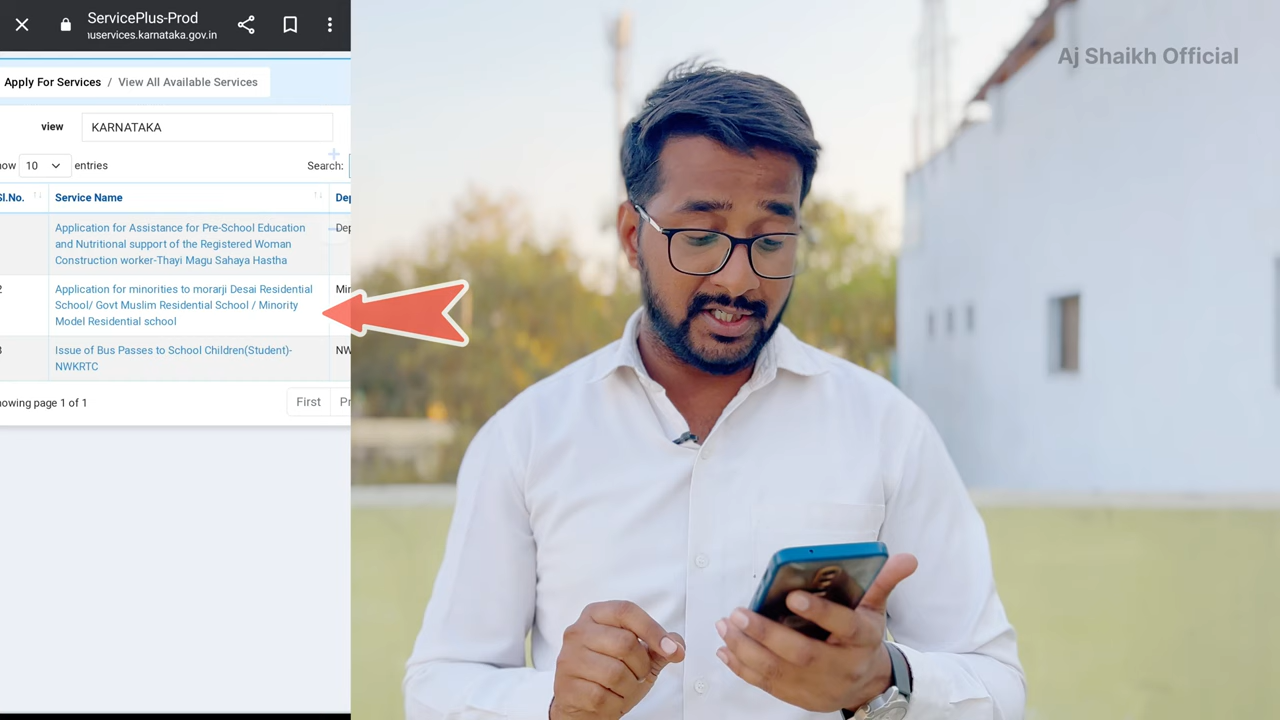 ServicePlus-Prod
uservices.karnataka.gov.in
Aj Shaikh Official
Apply For Services / View All Available Services
view KARNATAKA
10 entries Search:
Sl.No. Service Name
Application for Assistance for Pre-School Education
and Nutritional support of the Registered Woman
Construction worker-Thayi Magu Sahaya Hastha
2 Application for minorities to morarji Desai Residential
School/ Govt Muslim Residential School / Minority
Model Residential school
3 Issue of Bus Passes to School Children(Student)-
NWKRTC
page 1 of 1 First